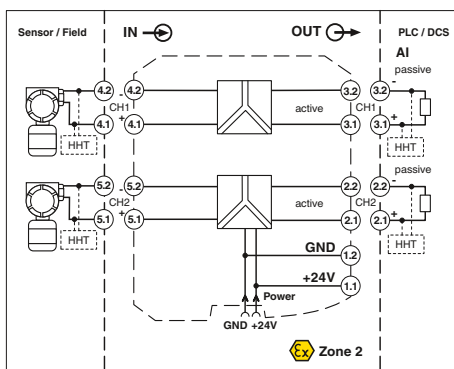 Sensor / Field
IN
OUT
PLC / DCS
AI
passive
4.2 - 4.2 3.2 3.2 -
CH1 active CH1
4.1 + 4.1 3.1 3.1 +
HHT HHT
passive
5.2 - 5.2 2.2 2.2 -
CH2 active CH2
5.1 + 5.1 2.1 2.1 +
HHT HHT
GND 1.2
+24V 1.1
Power
GND +24V
Ex Zone 2